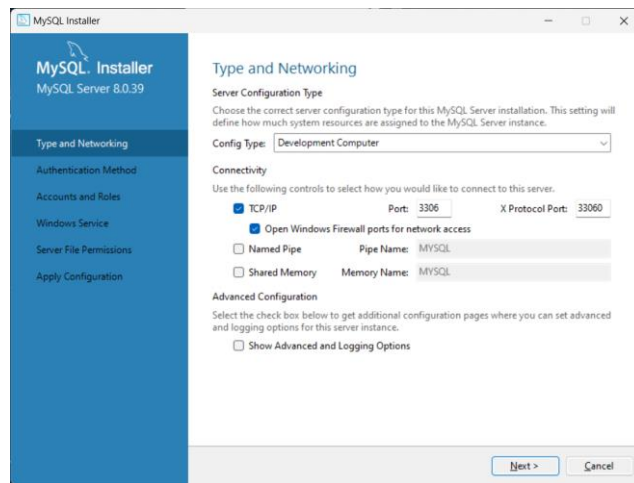 MySQL Installer
MySQL. Installer
MySQL Server 8.0.39
Type and Networking
Authentication Method
Accounts and Roles
Windows Service
Server File Permissions
Apply Configuration
Type and Networking
Server Configuration Type
Choose the correct server configuration type for this MySQL Server installation. This setting will
define how much system resources are assigned to the MySQL Server instance.
Config Type: Development Computer
Connectivity
Use the following controls to select how you would like to connect to this server.
TCP/IP Port: 3306 X Protocol Port: 33060
Open Windows Firewall ports for network access
Named Pipe Pipe Name: MYSQL
Shared Memory Memory Name: MYSQL
Advanced Configuration
Select the check box below to get additional configuration pages where you can set advanced
and logging options for this server instance.
Show Advanced and Logging Options
Next > Cancel